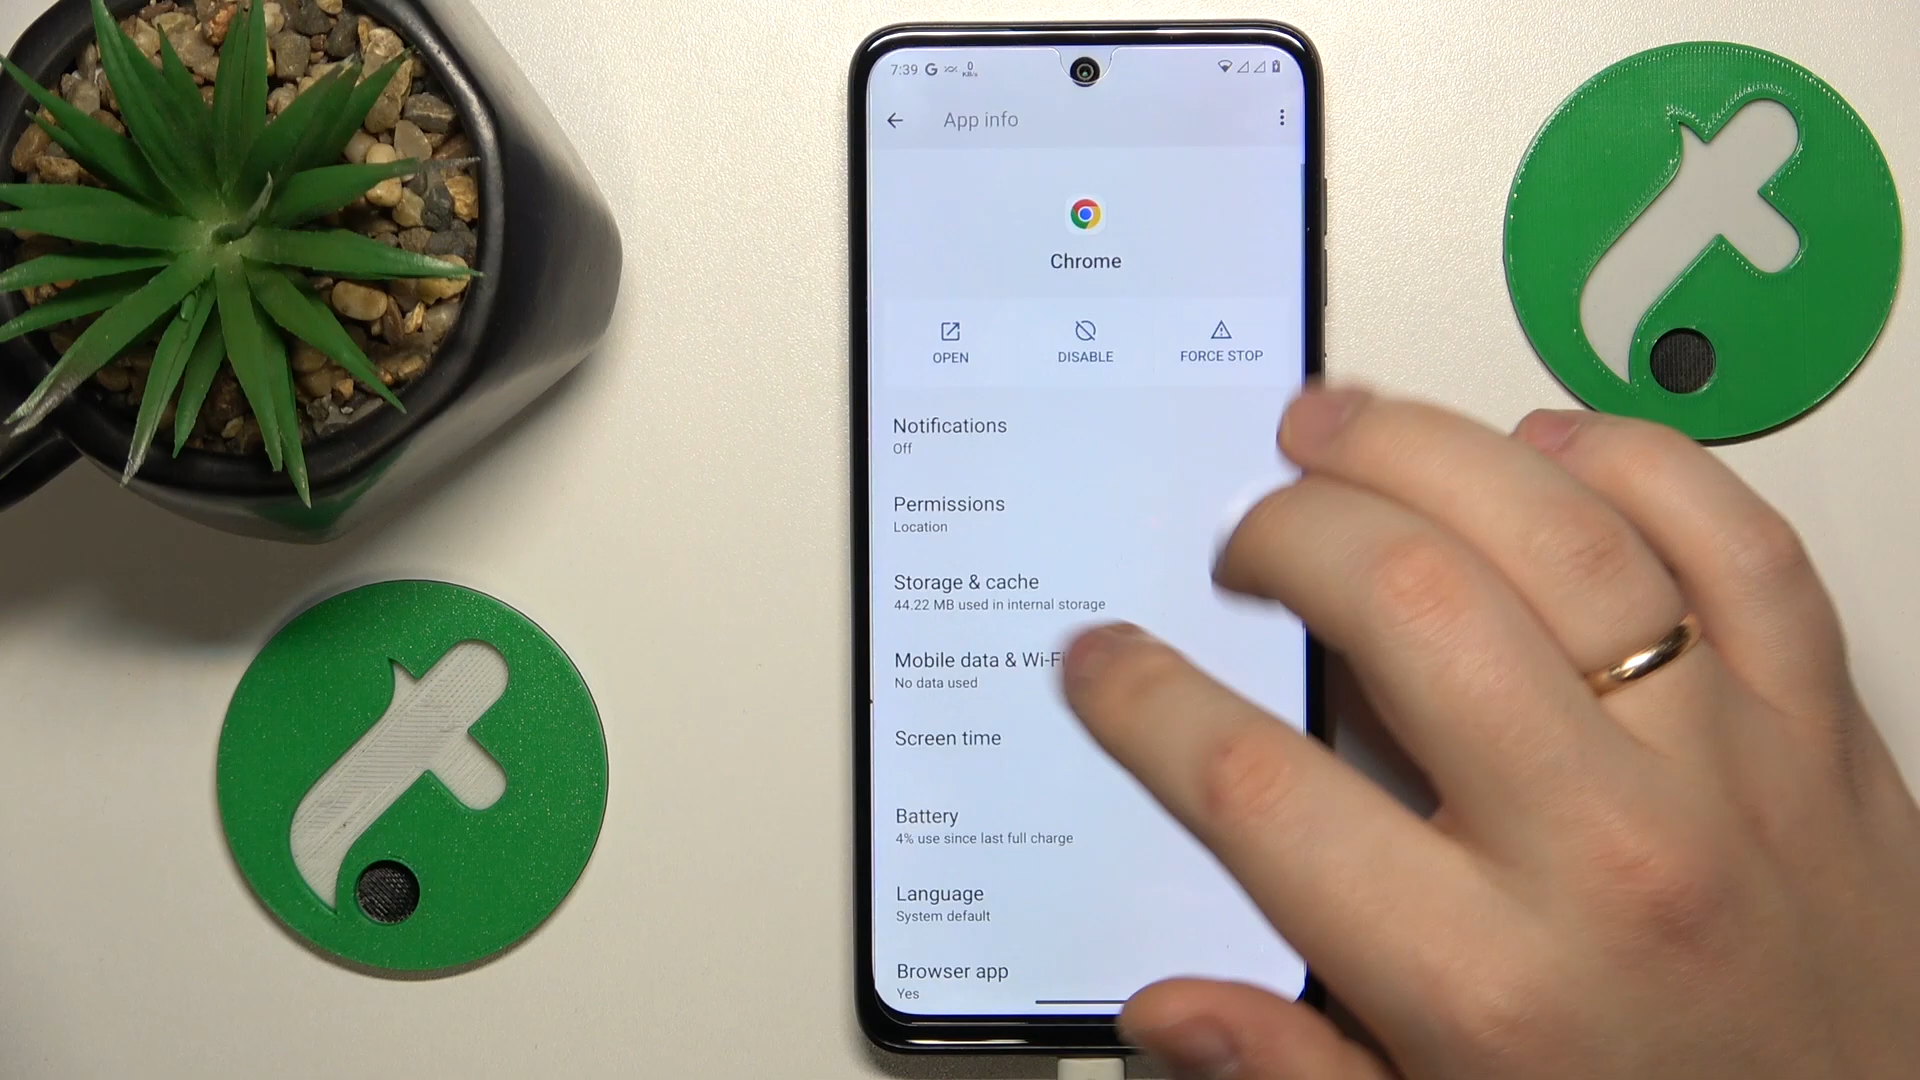 7:39 G 0 KB/s
App info
Chrome
OPEN DISABLE FORCE STOP
Notifications
Off
Permissions
Location
Storage & cache
44.22 MB used in internal storage
Mobile data & Wi-Fi
No data used
Screen time
Battery
4% use since last full charge
Language
System default
Browser app
Yes